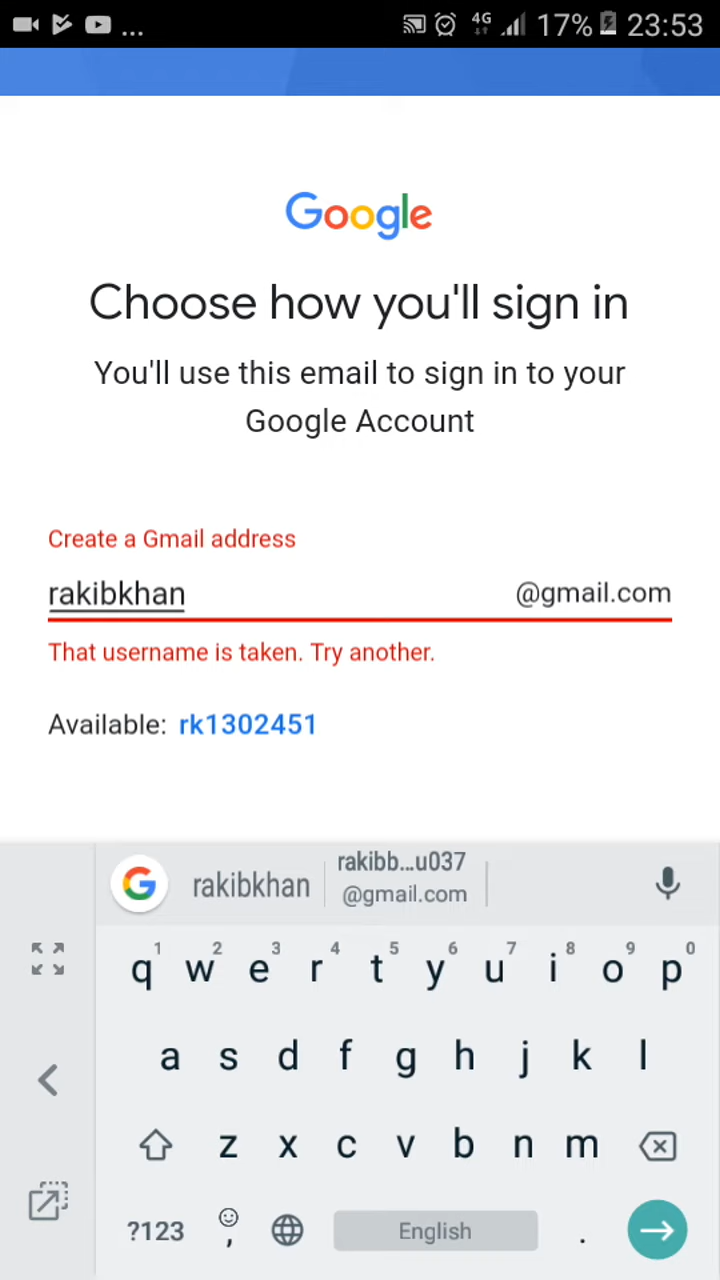 ... 4G 17% 23:53
Google
Choose how you'll sign in
You'll use this email to sign in to your
Google Account
Create a Gmail address
rakibkhan @gmail.com
That username is taken. Try another.
Available: rk1302451
G rakibkhan rakibb...u037
@gmail.com
1 2 3 4 5 6 7 8 9 0
q w e r t y u i o p
a s d f g h j k l
z x c v b n m
?123 , English .